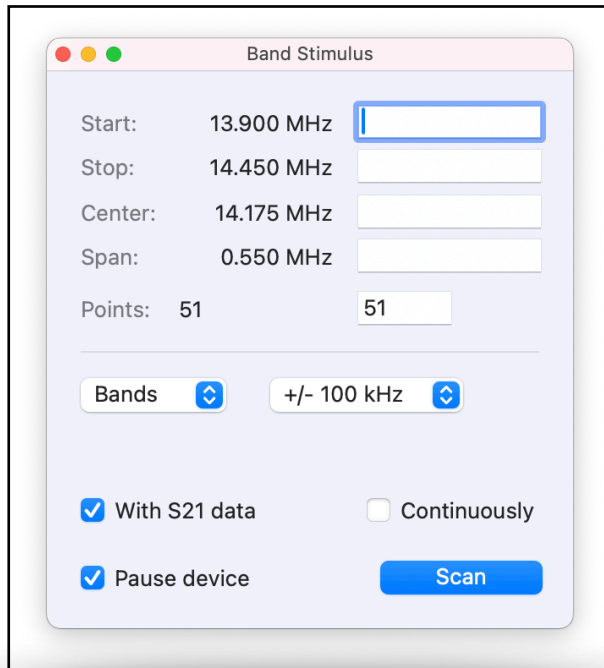 Band Stimulus
Start: 13.900 MHz
Stop: 14.450 MHz
Center: 14.175 MHz
Span: 0.550 MHz
Points: 51 51
Bands +/- 100 kHz
With S21 data Continuously
Pause device Scan